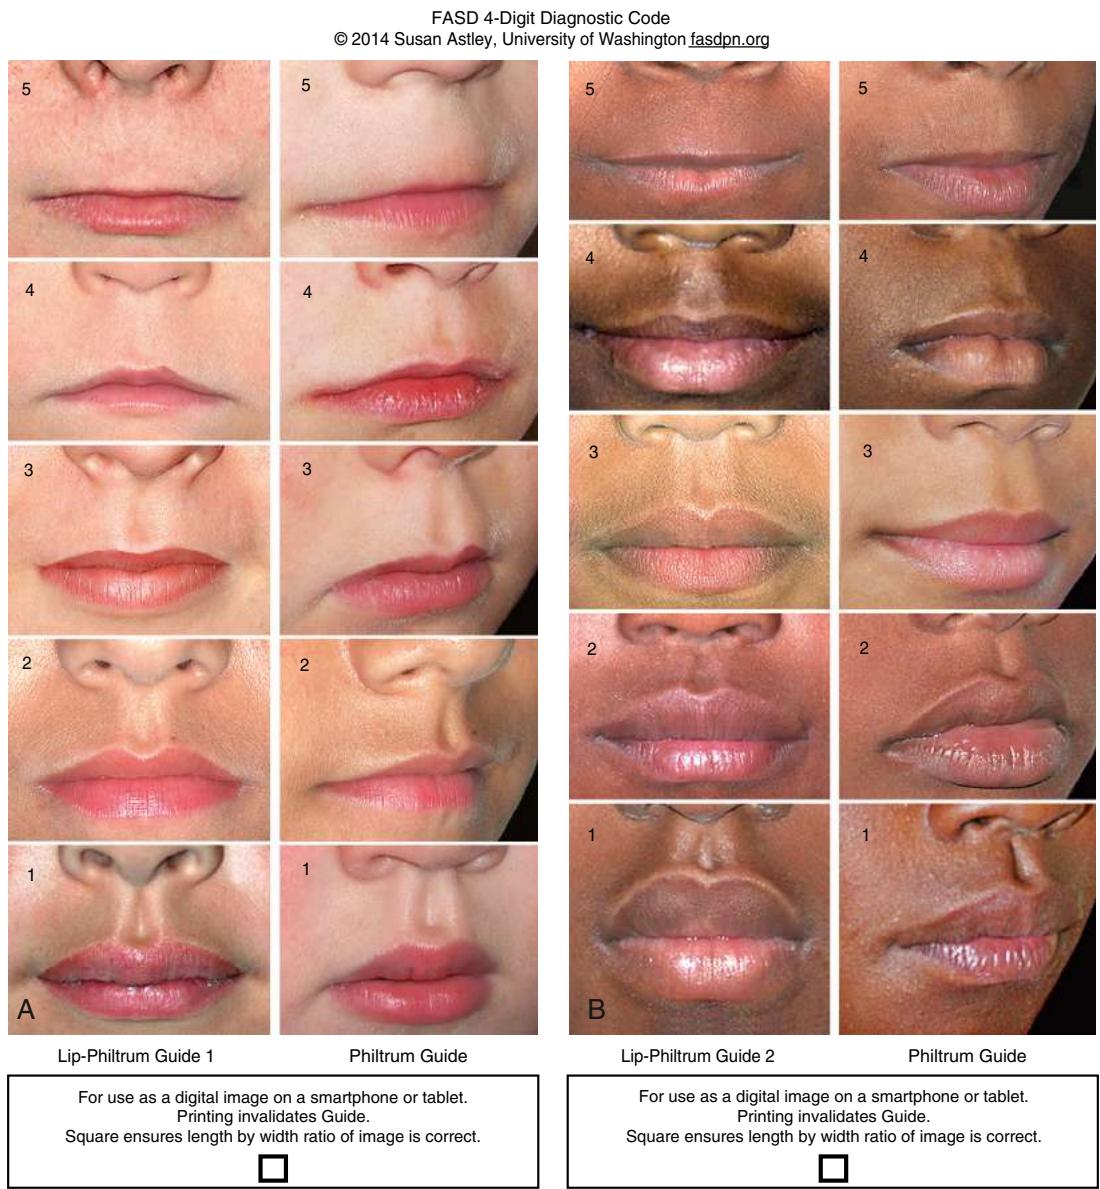 FASD 4-Digit Diagnostic Code
© 2014 Susan Astley, University of Washington fasdpn.org
5
5
4
4
3
3
2
2
1
1
A
Lip-Philtrum Guide 1
Philtrum Guide
For use as a digital image on a smartphone or tablet.
Printing invalidates Guide.
Square ensures length by width ratio of image is correct.
5
5
4
4
3
3
2
2
1
1
B
Lip-Philtrum Guide 2
Philtrum Guide
For use as a digital image on a smartphone or tablet.
Printing invalidates Guide.
Square ensures length by width ratio of image is correct.